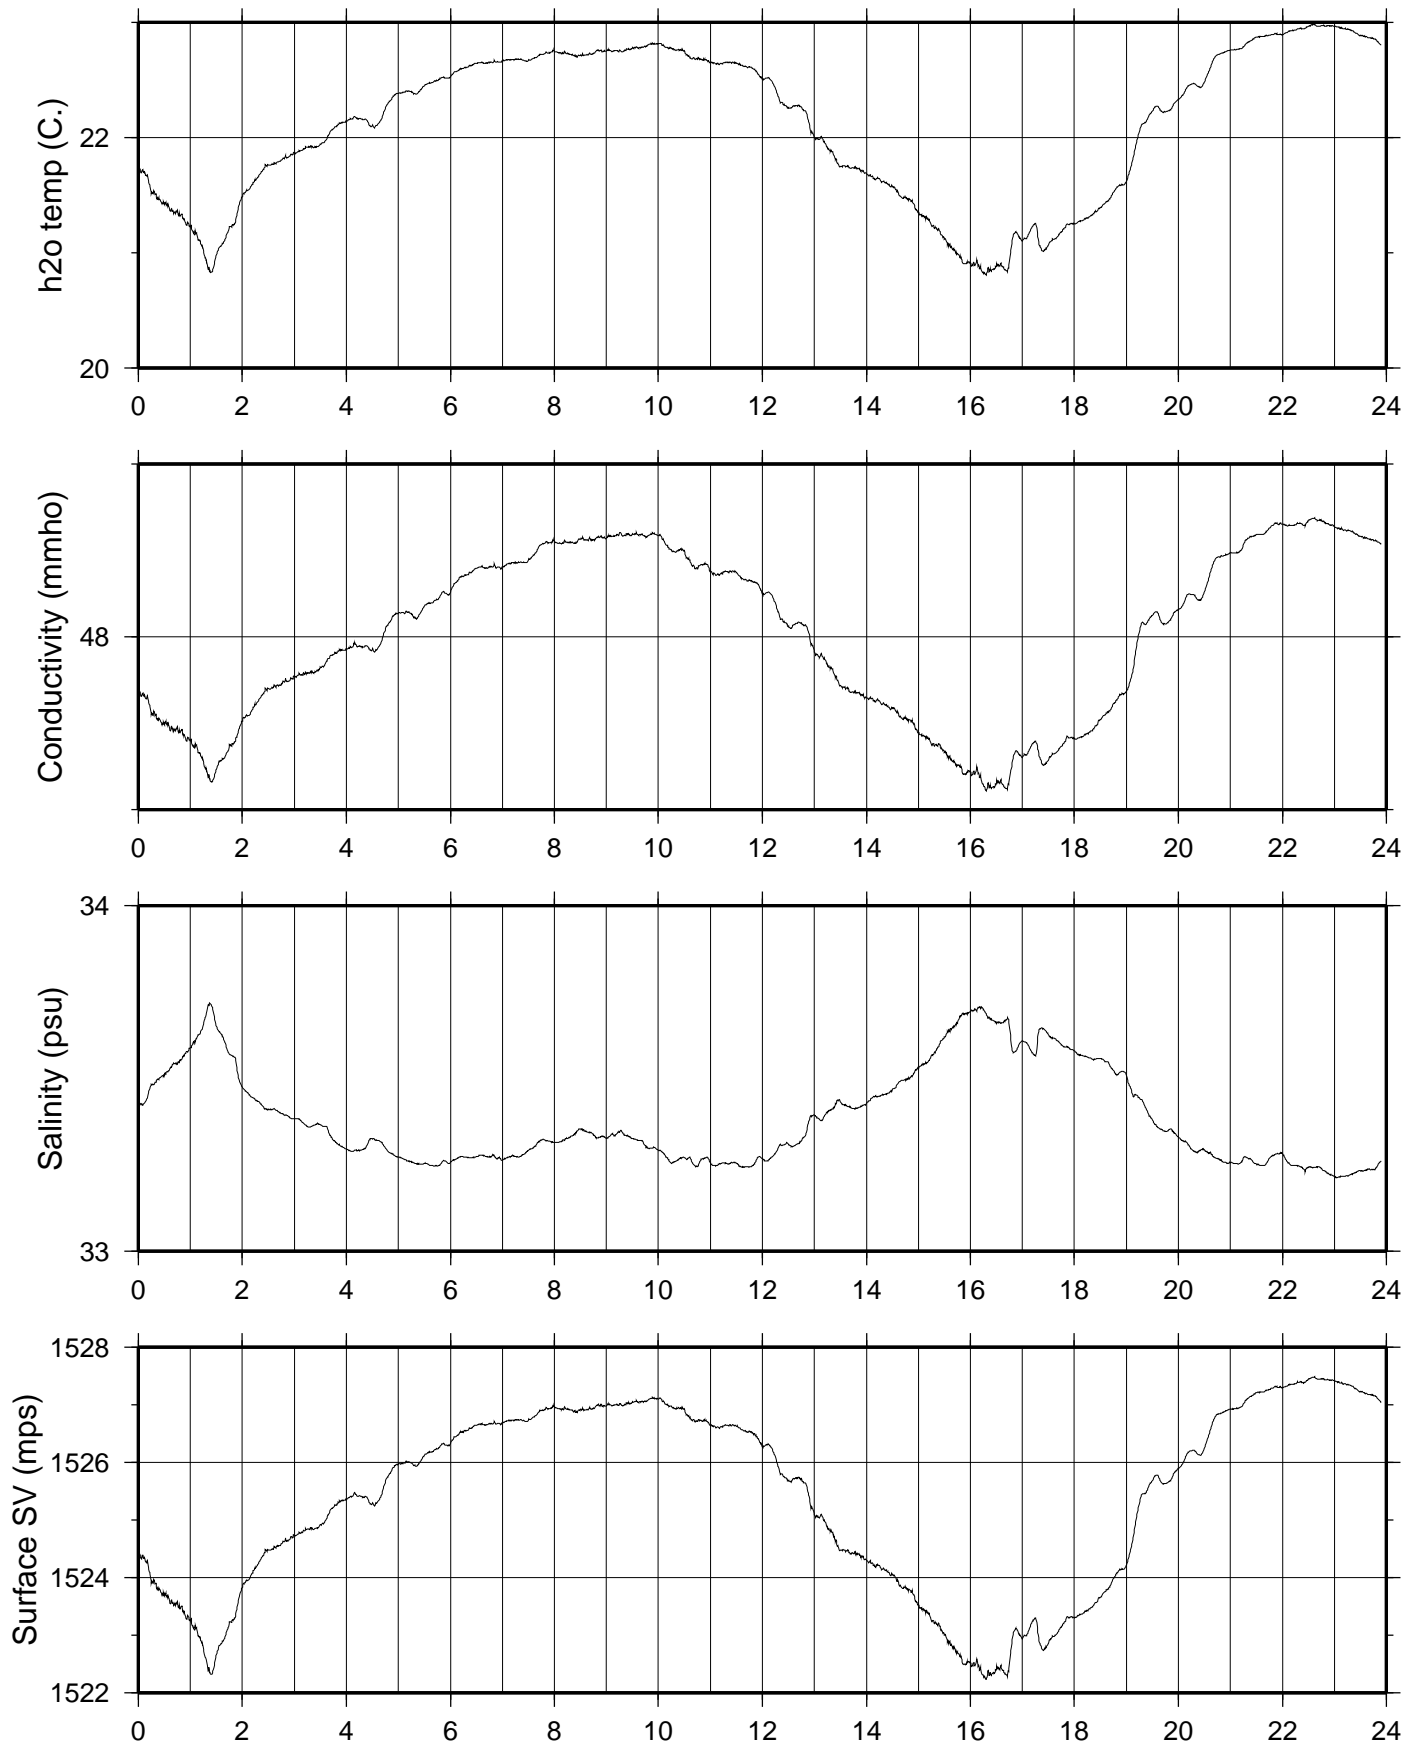 h2o temp (C.)
22
20
0 2 4 6 8 10 12 14 16 18 20 22 24
Conductivity (mmho)
48
0 2 4 6 8 10 12 14 16 18 20 22 24
Salinity (psu)
34
33
0 2 4 6 8 10 12 14 16 18 20 22 24
Surface SV (mps)
1528
1526
1524
1522
0 2 4 6 8 10 12 14 16 18 20 22 24